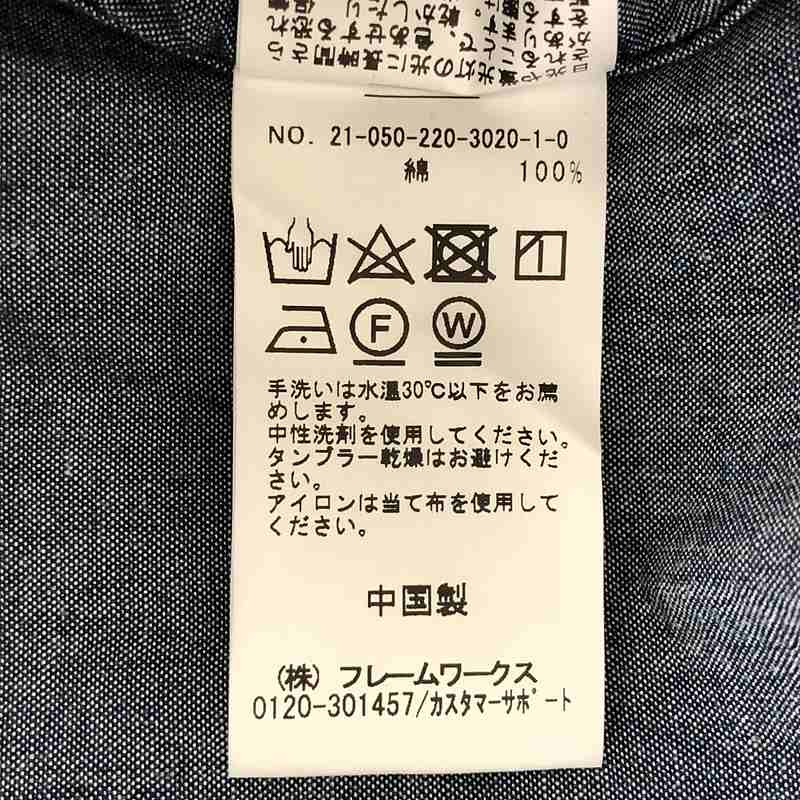 NO. 21-050-220-3020-1-0
綿 100%
F W
手洗いは水温30℃以下をお薦
めします。
中性洗剤を使用してください。
タンブラー乾燥はお避けくだ
さい。
アイロンは当て布を使用して
ください。
中国製
(株) フレームワークス
0120-301457/カスタマーサポート